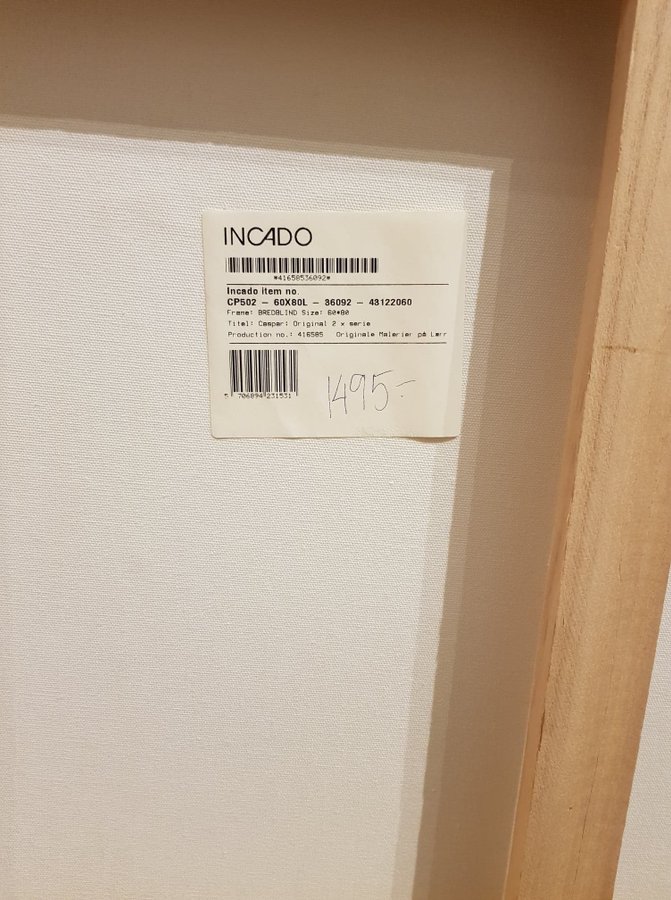 INCADO
*41658536092*
Incado item no.
CP502 - 60X80L - 36092 - 43122060
Frame: BREDBLIND Size: 60*80
Titel: Caspar: Original 2 x serie
Production no.: 416585 Originale Malerier på Lærr
5 706894 231531
1495.-